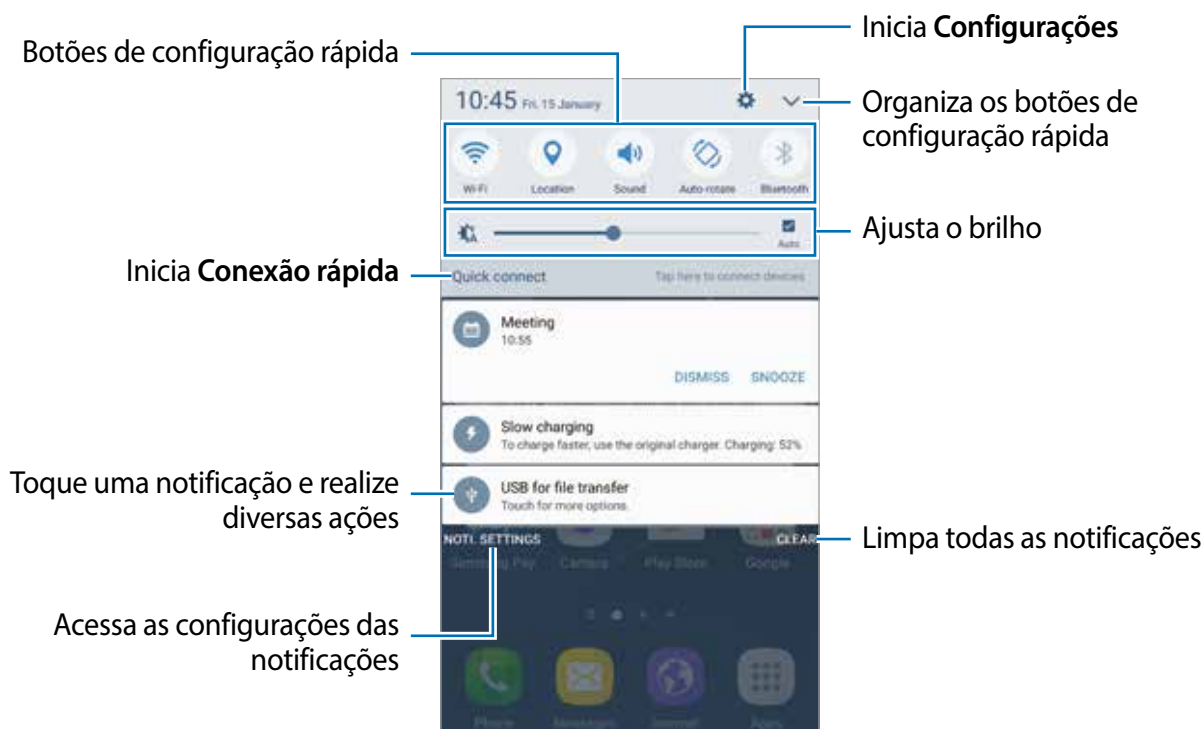 Inicia Configurações
Botões de configuração rápida
10:45 Fri, 15 January
Organiza os botões de
configuração rápida
Wi-Fi Location Sound Auto-rotate Bluetooth
Ajusta o brilho
Auto
Inicia Conexão rápida
Quick connect Tap here to connect devices
Meeting
10:55
DISMISS SNOOZE
Slow charging
To charge faster, use the original charger. Charging: 52%
Toque uma notificação e realize
diversas ações
USB for file transfer
Touch for more options.
NOTI. SETTINGS CLEAR
Limpa todas as notificações
Samsung Pay Camera Play Store Google
Acessa as configurações das
notificações
Phone Messages Internet Apps